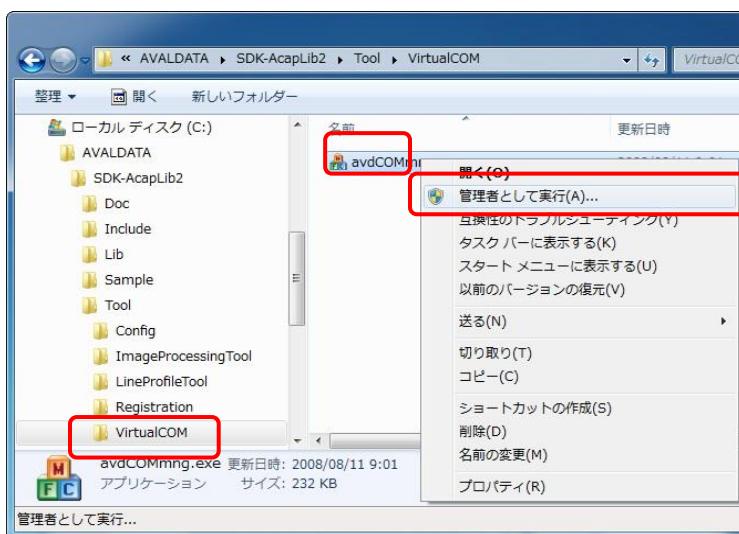 « AVALDATA ▸ SDK-AcapLib2 ▸ Tool ▸ VirtualCOM
VirtualCO
整理 ▼ 開く 新しいフォルダー
ローカル ディスク (C:)
AVALDATA
SDK-AcapLib2
Doc
Include
Lib
Sample
Tool
Config
ImageProcessingTool
LineProfileTool
Registration
VirtualCOM
名前 更新日時
avdCOMmn
開く(O)
管理者として実行(A)...
互換性のトラブルシューティング(Y)
タスク バーに表示する(K)
スタート メニューに表示する(U)
以前のバージョンの復元(V)
送る(N)
切り取り(T)
コピー(C)
ショートカットの作成(S)
削除(D)
名前の変更(M)
プロパティ(R)
avdCOMmng.exe 更新日時: 2008/08/11 9:01
アプリケーション サイズ: 232 KB
管理者として実行...